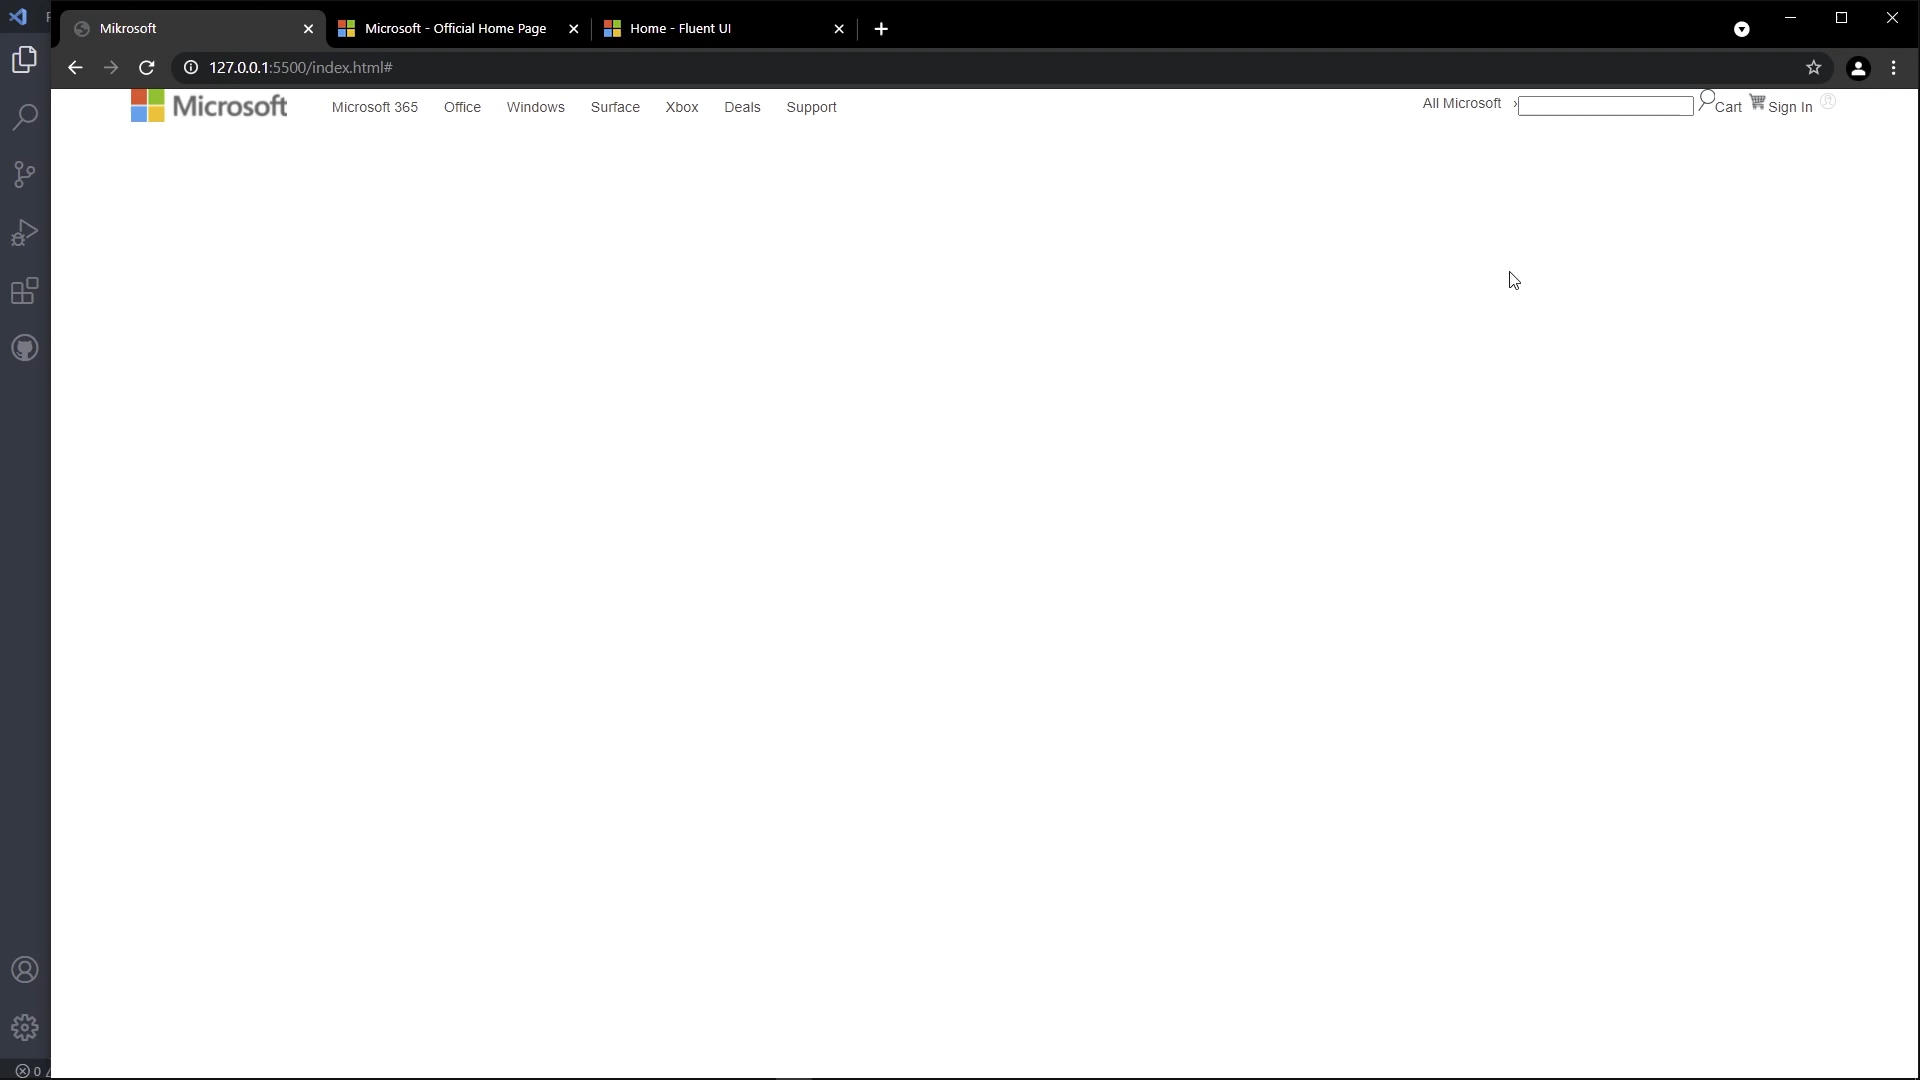 Mikrosoft
Microsoft - Official Home Page
Home - Fluent UI
127.0.0.1:5500/index.html#
Microsoft Microsoft 365 Office Windows Surface Xbox Deals Support All Microsoft › Cart Sign In
0